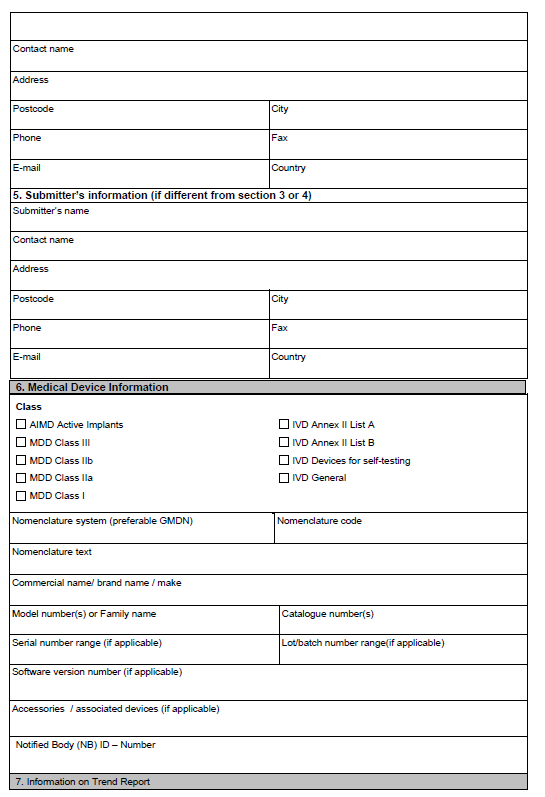 Contact name
Address
Postcode
City
Phone
Fax
E-mail
Country
5. Submitter's information (if different from section 3 or 4)
Submitter's name
Contact name
Address
Postcode
City
Phone
Fax
E-mail
Country
6. Medical Device Information
Class
AIMD Active Implants
IVD Annex II List A
MDD Class III
IVD Annex II List B
MDD Class IIb
IVD Devices for self-testing
MDD Class IIa
IVD General
MDD Class I
Nomenclature system (preferable GMDN)
Nomenclature code
Nomenclature text
Commercial name/ brand name / make
Model number(s) or Family name
Catalogue number(s)
Serial number range (if applicable)
Lot/batch number range(if applicable)
Software version number (if applicable)
Accessories / associated devices (if applicable)
Notified Body (NB) ID – Number
7. Information on Trend Report